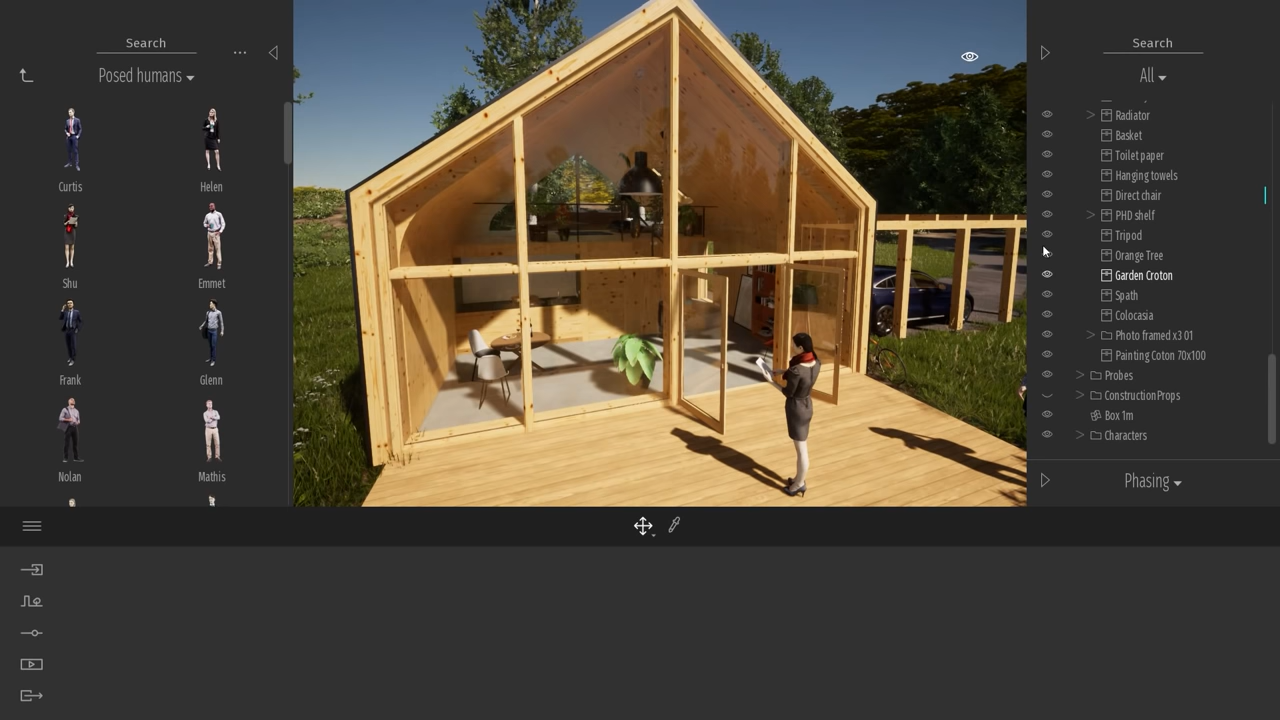 Search
...
Posed humans
Curtis
Helen
Shu
Emmet
Frank
Glenn
Nolan
Mathis
Search
All
Radiator
Basket
Toilet paper
Hanging towels
Direct chair
PHD shelf
Tripod
Orange Tree
Garden Croton
Spath
Colocasia
Photo framed x3 01
Painting Coton 70x100
Probes
ConstructionProps
Box 1m
Characters
Phasing